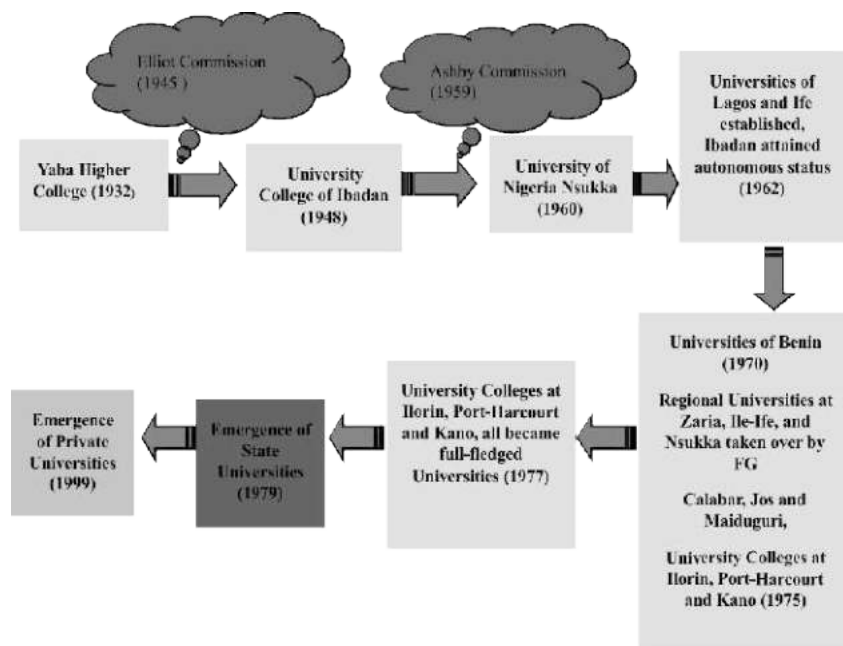 Elliot Commission
(1945 )
Ashby Commission
(1959)
Yaba Higher
College (1932)
University
College of Ibadan
(1948)
University of
Nigeria Nsukka
(1960)
Universities of
Lagos and Ife
established,
Ibadan attained
autonomous status
(1962)
Universities of Benin
(1970)
Regional Universities at
Zaria, Ile-Ife, and
Nsukka taken over by
FG
Calabar, Jos and
Maiduguri,
University Colleges at
Ilorin, Port-Harcourt
and Kano (1975)
University Colleges at
Ilorin, Port-Harcourt
and Kano, all became
full-fledged
Universities (1977)
Emergence of
State
Universities
(1979)
Emergence
of Private
Universities
(1999)